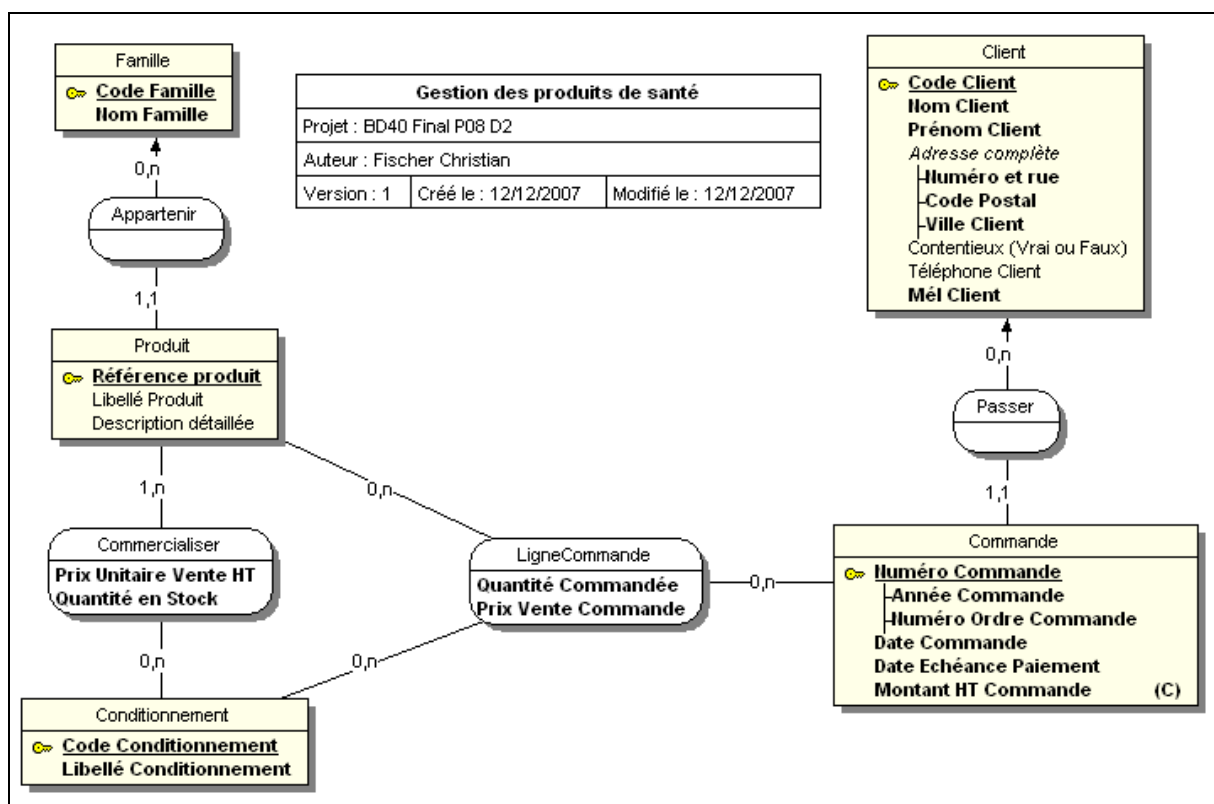 Famille
Code Famille
Nom Famille
0,n
Appartenir
1,1
Gestion des produits de santé
Projet : BD40 Final P08 D2
Auteur : Fischer Christian
Version : 1
Créé le : 12/12/2007
Modifié le : 12/12/2007
Client
Code Client
Nom Client
Prénom Client
Adresse complète
Numéro et rue
Code Postal
Ville Client
Contentieux (Vrai ou Faux)
Téléphone Client
Mél Client
0,n
Passer
1,1
Produit
Référence produit
Libellé Produit
Description détaillée
1,n
0,n
Commercialiser
Prix Unitaire Vente HT
Quantité en Stock
0,n
0,n
LigneCommande
Quantité Commandée
Prix Vente Commande
0,n
Commande
Numéro Commande
Année Commande
Numéro Ordre Commande
Date Commande
Date Echéance Paiement
Montant HT Commande (C)
Conditionnement
Code Conditionnement
Libellé Conditionnement